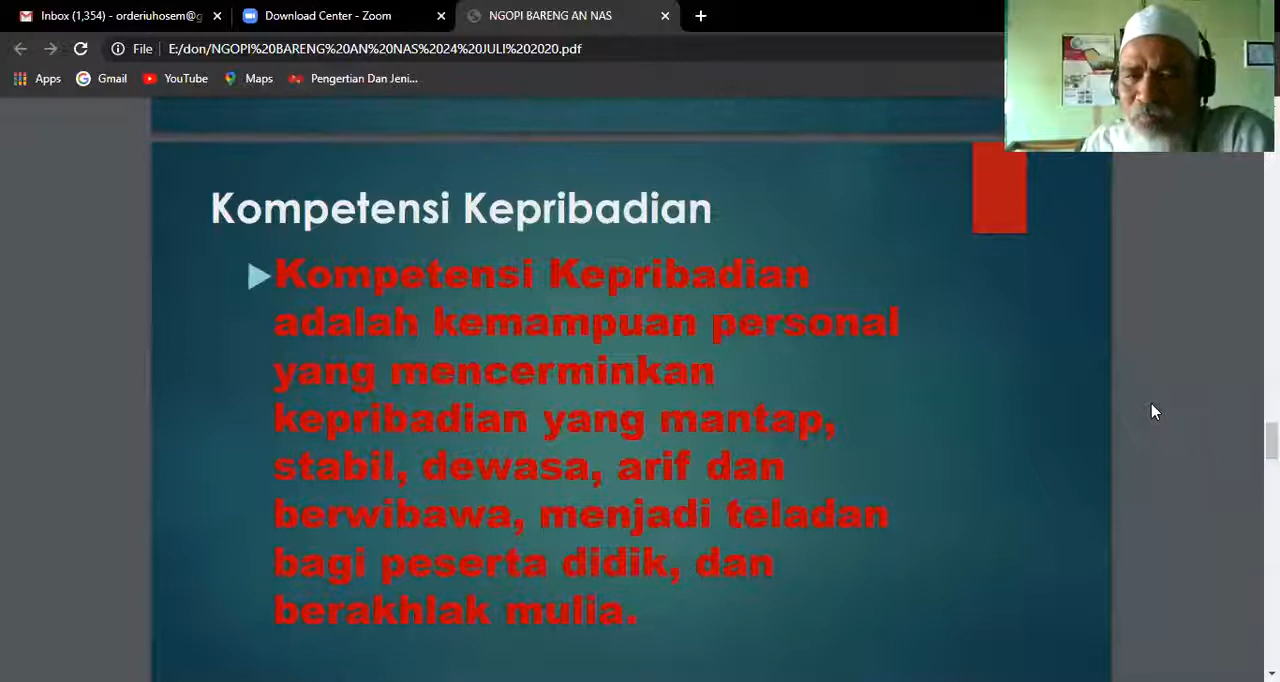 Inbox (1,354) - orderiuhosem@g
Download Center - Zoom
NGOPI BARENG AN NAS
File
E:/don/NGOPI%20BARENG%20AN%20NAS%2024%20JULI%202020.pdf
Apps
Gmail
YouTube
Maps
Pengertian Dan Jeni...
Kompetensi Kepribadian
Kompetensi Kepribadian
adalah kemampuan personal
yang mencerminkan
kepribadian yang mantap,
stabil, dewasa, arif dan
berwibawa, menjadi teladan
bagi peserta didik, dan
berakhlak mulia.